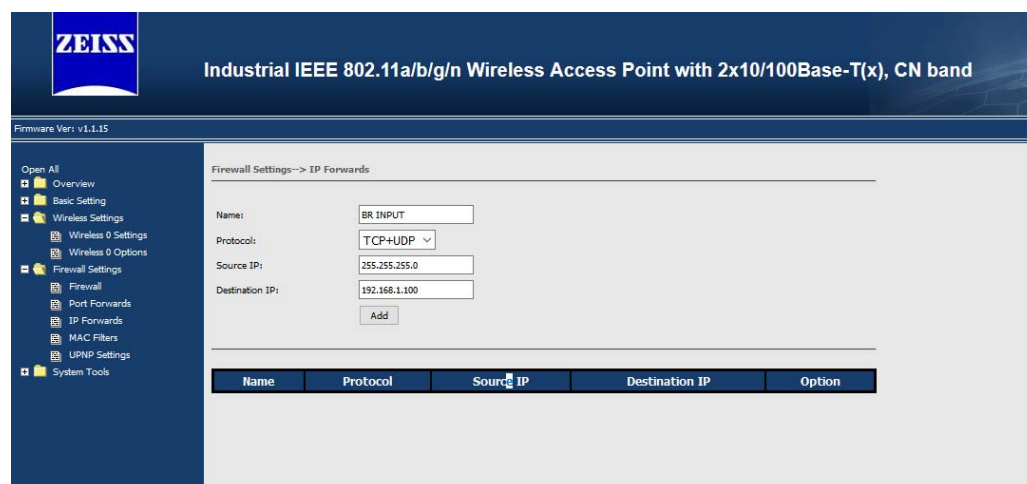 ZEISS
Industrial IEEE 802.11a/b/g/n Wireless Access Point with 2x10/100Base-T(x), CN band
Firmware Ver: v1.1.15
Open All
Overview
Basic Setting
Wireless Settings
Wireless 0 Settings
Wireless 0 Options
Firewall Settings
Firewall
Port Forwards
IP Forwards
MAC Filters
UPNP Settings
System Tools
Firewall Settings--> IP Forwards
Name: BR INPUT
Protocol: TCP+UDP
Source IP: 255.255.255.0
Destination IP: 192.168.1.100
Add
Name Protocol Source IP Destination IP Option